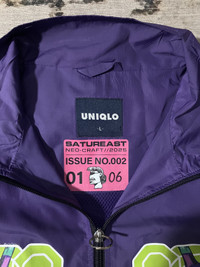 UNIQLO
L
SATUREAST
NEO-CRAFT//2025
ISSUE NO.002
01 06